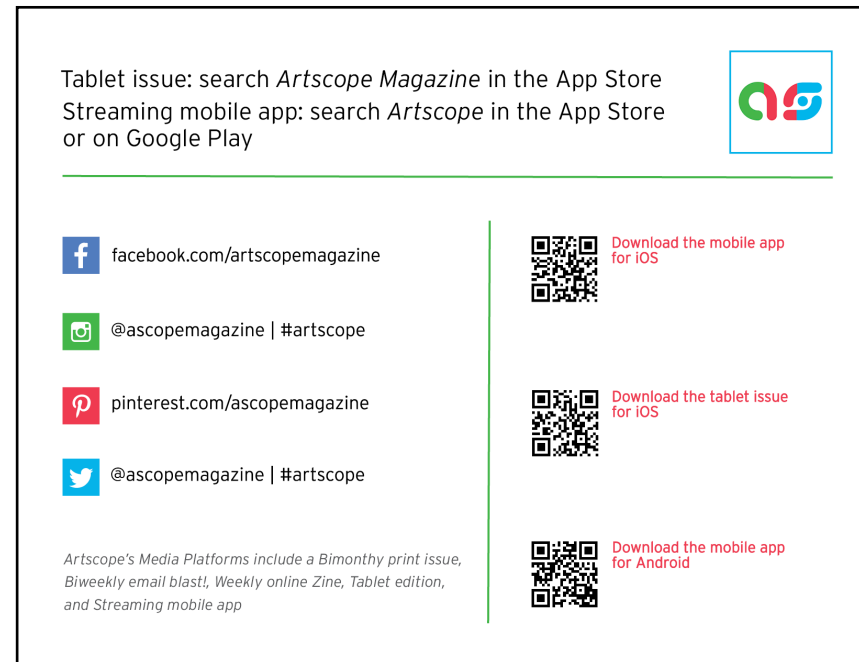 Tablet issue: search Artscope Magazine in the App Store
Streaming mobile app: search Artscope in the App Store
or on Google Play
as
facebook.com/artscopemagazine
@ascopemagazine | #artscope
pinterest.com/ascopemagazine
@ascopemagazine | #artscope
Artscope's Media Platforms include a Bimonthy print issue,
Biweekly email blast!, Weekly online Zine, Tablet edition,
and Streaming mobile app
Download the mobile app
for iOS
Download the tablet issue
for iOS
Download the mobile app
for Android